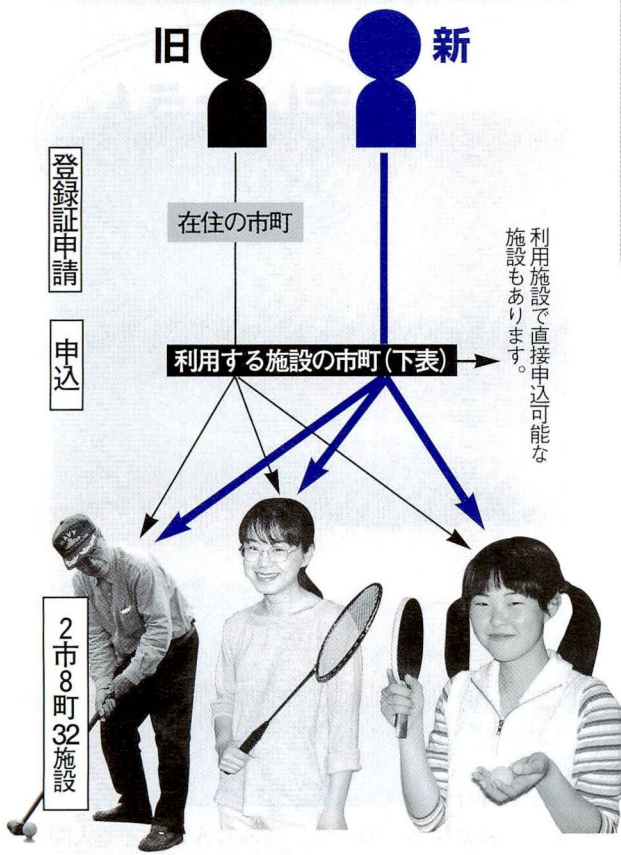 旧
新
登録証申請
在住の市町
利用施設で直接申込可能な
施設もあります。
申込
利用する施設の市町(下表)
2市8町32施設